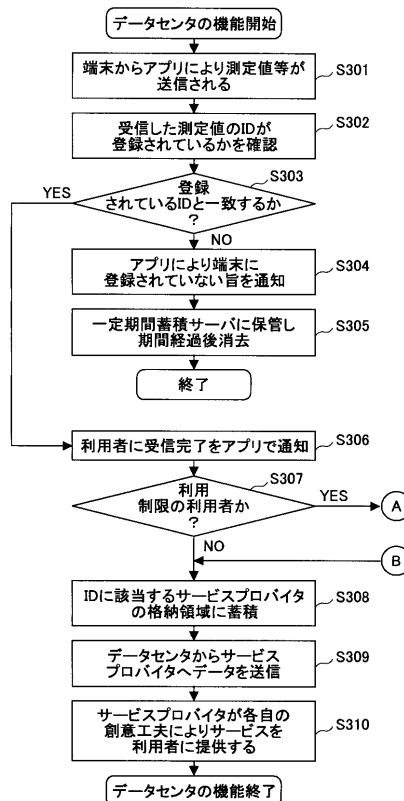 データセンタの機能開始
端末からアプリにより測定値等が
送信される
S301
受信した測定値のIDが
登録されているかを確認
S302
S303
YES
登録
されているIDと一致するか
?
NO
アプリにより端末に
登録されていない旨を通知
S304
一定期間蓄積サーバに保管し
期間経過後消去
S305
終了
利用者に受信完了をアプリで通知
S306
S307
利用
制限の利用者か
?
YES
A
NO
B
IDに該当するサービスプロバイタ
の格納領域に蓄積
S308
データセンタからサービス
プロバイタへデータを送信
S309
サービスプロバイタが各自の
創意工夫によりサービスを
利用者に提供する
S310
データセンタの機能終了